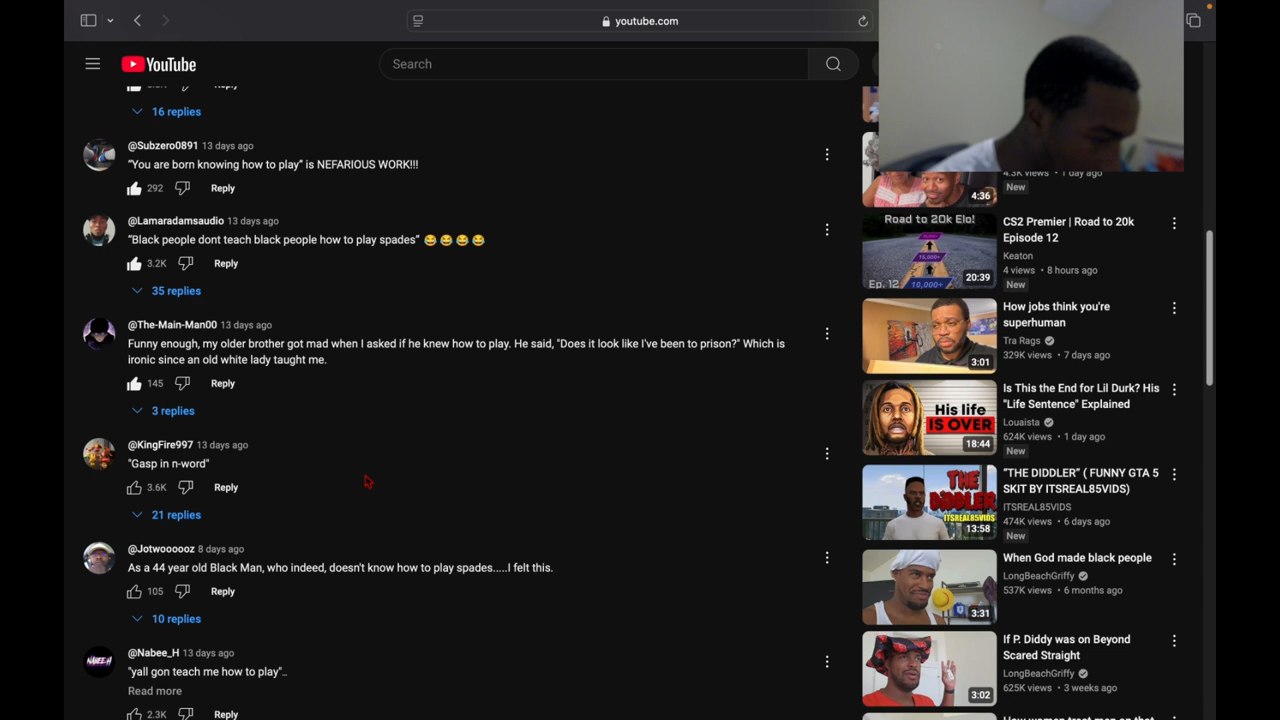 youtube.com
YouTube
Search
Reply
16 replies
@Subzero0891 13 days ago
“You are born knowing how to play” is NEFARIOUS WORK!!!
292 Reply
@Lamaradamsaudio 13 days ago
“Black people dont teach black people how to play spades” 😂 😂 😂 😂
3.2K Reply
35 replies
@The-Main-Man00 13 days ago
Funny enough, my older brother got mad when I asked if he knew how to play. He said, "Does it look like I've been to prison?" Which is
ironic since an old white lady taught me.
145 Reply
3 replies
@KingFire997 13 days ago
"Gasp in n-word"
3.6K Reply
21 replies
@Jotwoooooz 8 days ago
As a 44 year old Black Man, who indeed, doesn't know how to play spades.....I felt this.
105 Reply
10 replies
@Nabee_H 13 days ago
"yall gon teach me how to play"..
Read more
2.3K Reply
4.3K views • 1 day ago
New
4:36
Road to 20k Elo!
20,000+
15,000+
10,000+
Ep. 12
20:39
CS2 Premier | Road to 20k
Episode 12
Keaton
4 views • 8 hours ago
New
3:01
How jobs think you're
superhuman
Tra Rags
329K views • 7 days ago
His life
IS OVER
18:44
Is This the End for Lil Durk? His
"Life Sentence" Explained
Louaista
624K views • 1 day ago
New
THE
DIDDLER
ITSREAL85VIDS
13:58
“THE DIDDLER” ( FUNNY GTA 5
SKIT BY ITSREAL85VIDS)
ITSREAL85VIDS
474K views • 6 days ago
New
3:31
When God made black people
LongBeachGriffy
537K views • 6 months ago
3:02
If P. Diddy was on Beyond
Scared Straight
LongBeachGriffy
625K views • 3 weeks ago